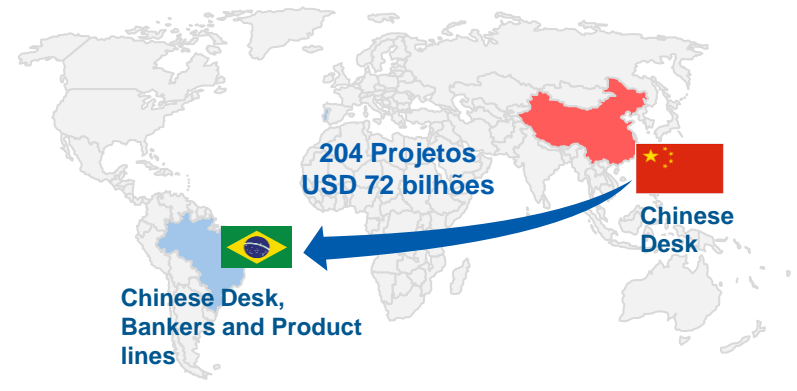 204 Projetos
USD 72 bilhões
Chinese
Desk
Chinese Desk,
Bankers and Product
lines